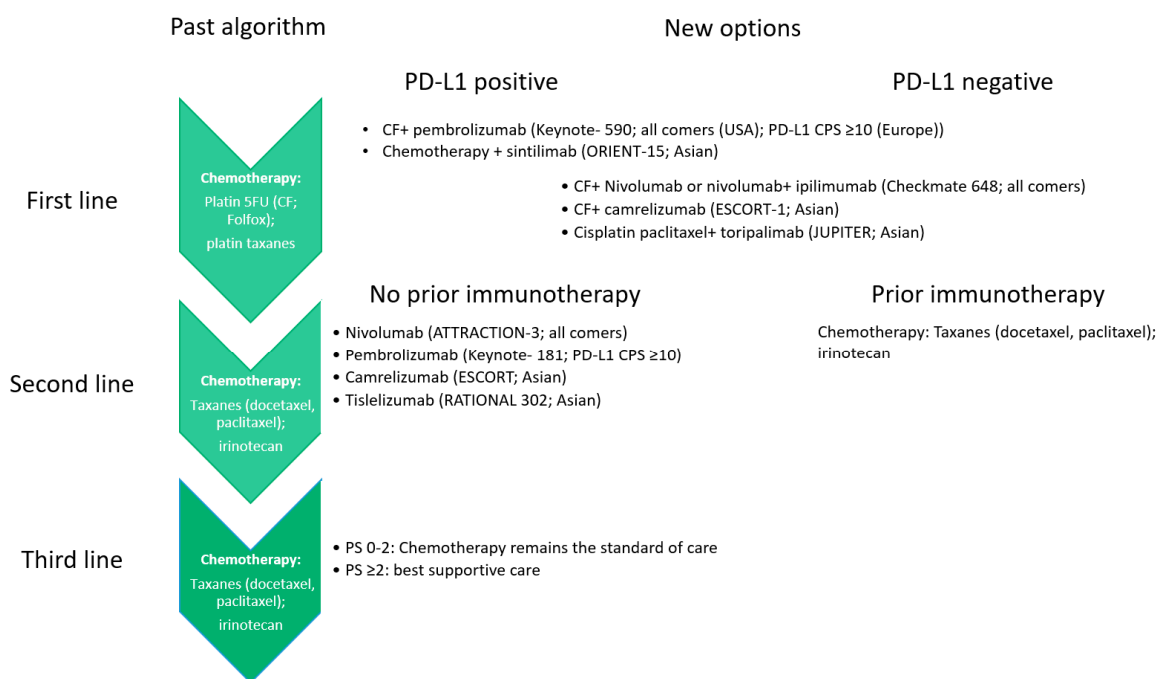 Past algorithm
New options
PD-L1 positive
PD-L1 negative
First line
Chemotherapy:
Platin 5FU (CF;
Folfox);
platin taxanes
• CF+ pembrolizumab (Keynote- 590; all comers (USA); PD-L1 CPS ≥10 (Europe))
• Chemotherapy + sintilimab (ORIENT-15; Asian)
• CF+ Nivolumab or nivolumab+ ipilimumab (Checkmate 648; all comers)
• CF+ camrelizumab (ESCORT-1; Asian)
• Cisplatin paclitaxel+ toripalimab (JUPITER; Asian)
No prior immunotherapy
Prior immunotherapy
Second line
Chemotherapy:
Taxanes (docetaxel,
paclitaxel);
irinotecan
• Nivolumab (ATTRACTION-3; all comers)
• Pembrolizumab (Keynote- 181; PD-L1 CPS ≥10)
• Camrelizumab (ESCORT; Asian)
• Tislelizumab (RATIONAL 302; Asian)
Chemotherapy: Taxanes (docetaxel, paclitaxel);
irinotecan
Third line
Chemotherapy:
Taxanes (docetaxel,
paclitaxel);
irinotecan
• PS 0-2: Chemotherapy remains the standard of care
• PS ≥2: best supportive care